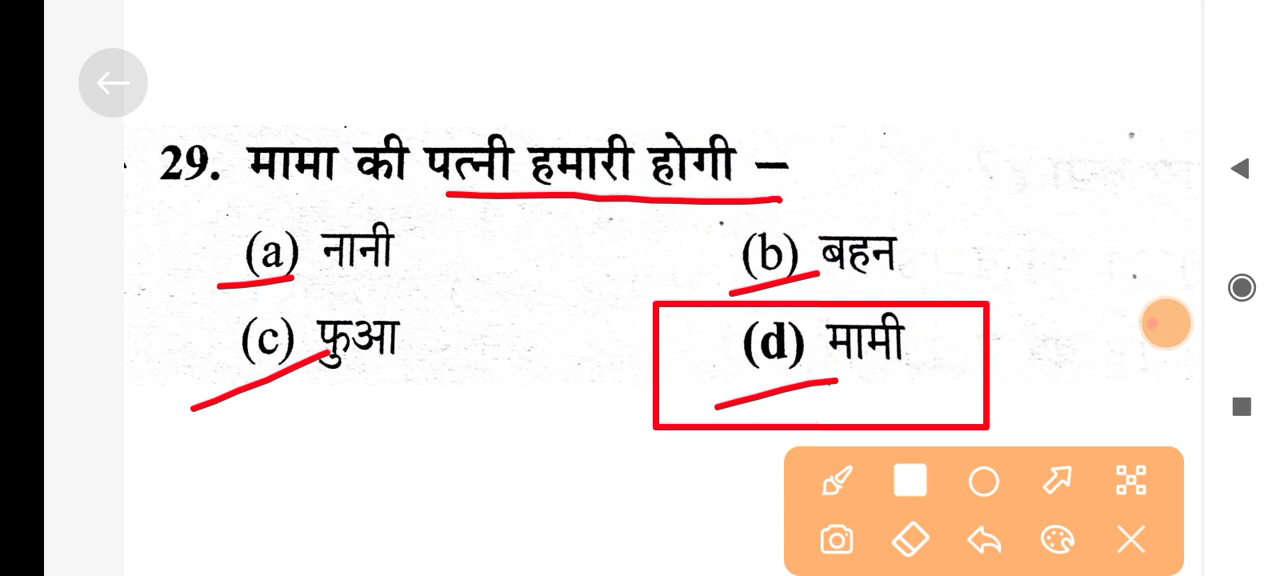 29. मामा की पत्नी हमारी होगी –
(a) नानी (b) बहन
(c) फुआ (d) मामी